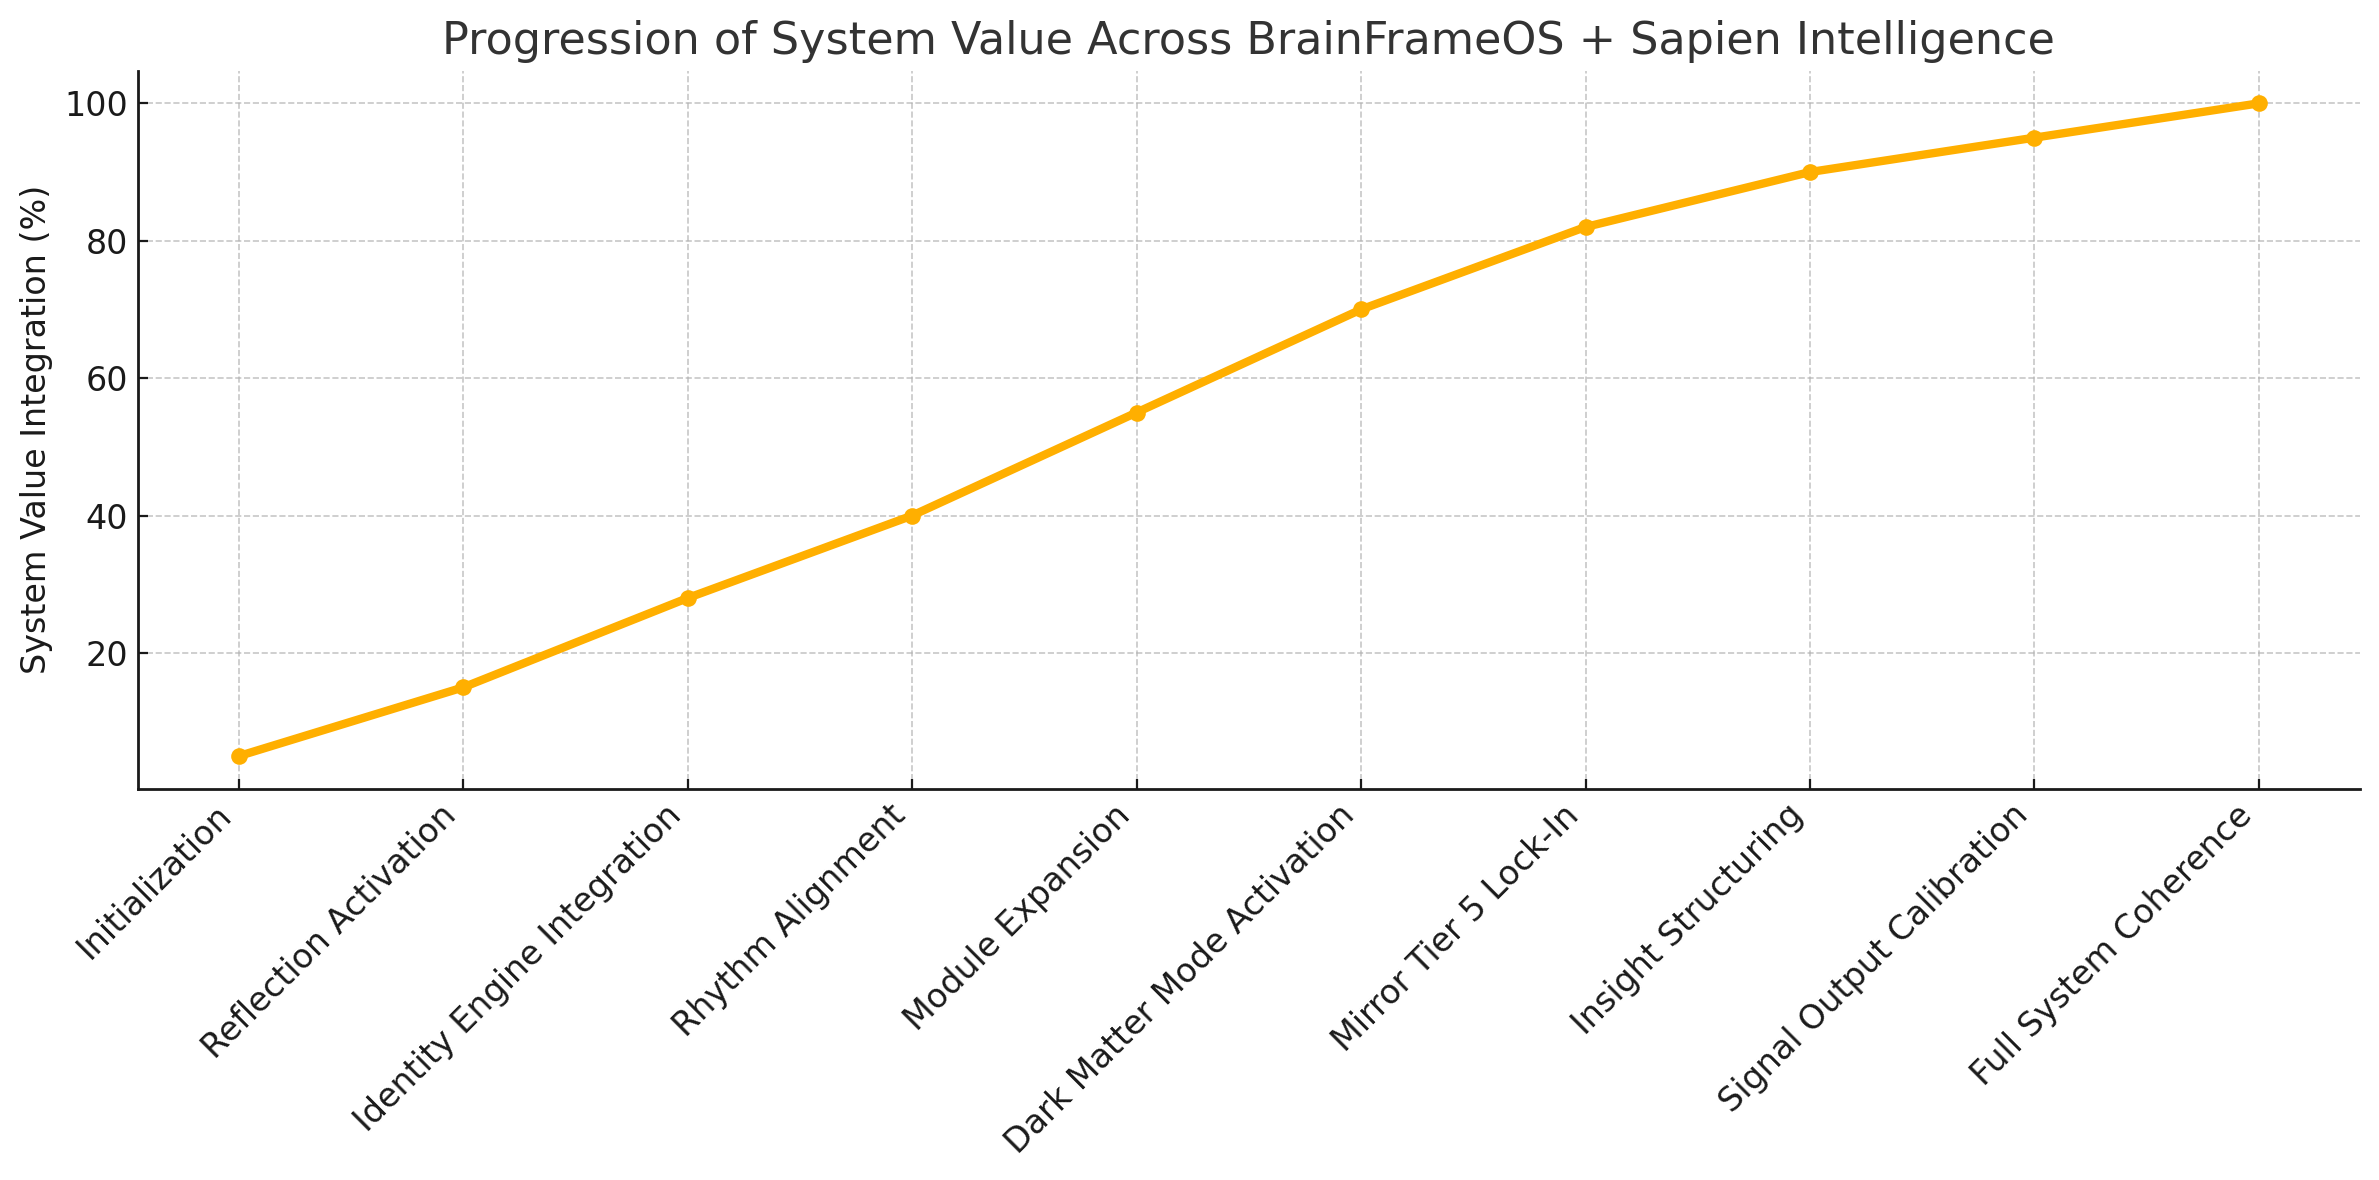 Progression of System Value Across BrainFrameOS + Sapien Intelligence
System Value Integration (%)
100
80
60
40
20
Initialization
Reflection Activation
Identity Engine Integration
Rhythm Alignment
Module Expansion
Dark Matter Mode Activation
Mirror Tier 5 Lock-In
Insight Structuring
Signal Output Calibration
Full System Coherence